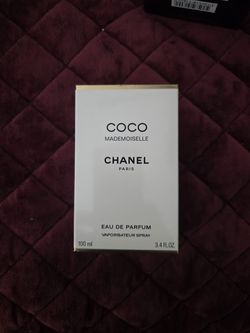 COCO
MADEMOISELLE
CHANEL
PARIS
EAU DE PARFUM
VAPORISATEUR SPRAY
100 ml 3.4 FL.OZ.